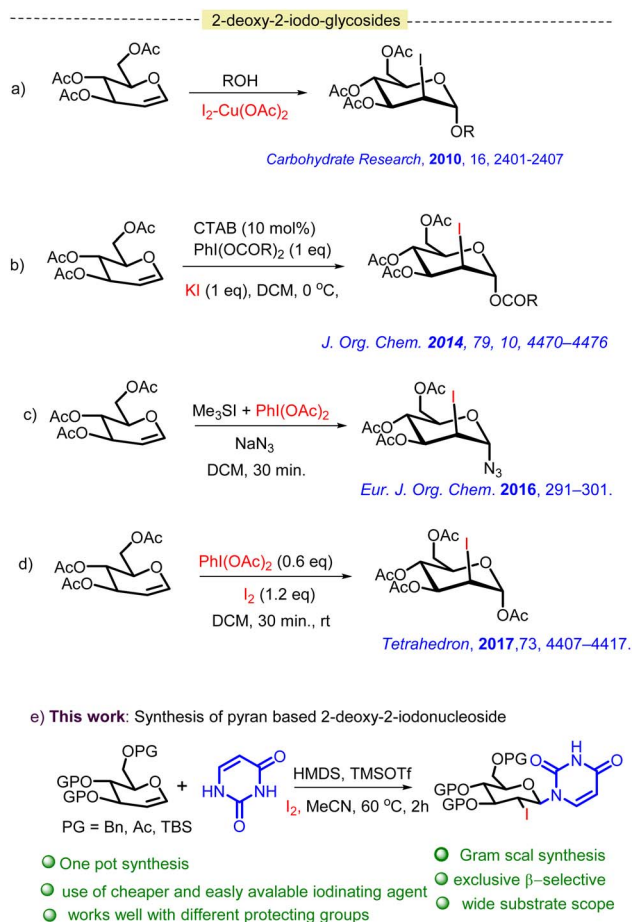 2-deoxy-2-iodo-glycosides
a)
OAc
AcO
AcO
O
ROH
I₂-Cu(OAc)₂
OAc
I
AcO
AcO
O
OR
Carbohydrate Research, 2010, 16, 2401-2407
b)
OAc
AcO
AcO
O
CTAB (10 mol%)
PhI(OCOR)₂ (1 eq)
KI (1 eq), DCM, 0 °C,
OAc
I
AcO
AcO
O
OCOR
J. Org. Chem. 2014, 79, 10, 4470–4476
c)
OAc
AcO
AcO
O
Me₃SI + PhI(OAc)₂
NaN₃
DCM, 30 min.
OAc
I
AcO
AcO
O
N₃
Eur. J. Org. Chem. 2016, 291–301.
d)
OAc
AcO
AcO
O
PhI(OAc)₂ (0.6 eq)
I₂ (1.2 eq)
DCM, 30 min., rt
OAc
I
AcO
AcO
O
OAc
Tetrahedron, 2017,73, 4407–4417.
e) This work: Synthesis of pyran based 2-deoxy-2-iodonucleoside
OPG
GPO
GPO
O
+
O
NH
NH
O
HMDS, TMSOTf
I₂, MeCN, 60 °C, 2h
OPG
GPO
GPO
O
I
O
NH
O
N
PG = Bn, Ac, TBS
One pot synthesis
use of cheaper and easly avalable iodinating agent
works well with different protecting groups
Gram scal synthesis
exclusive β–selective
wide substrate scope